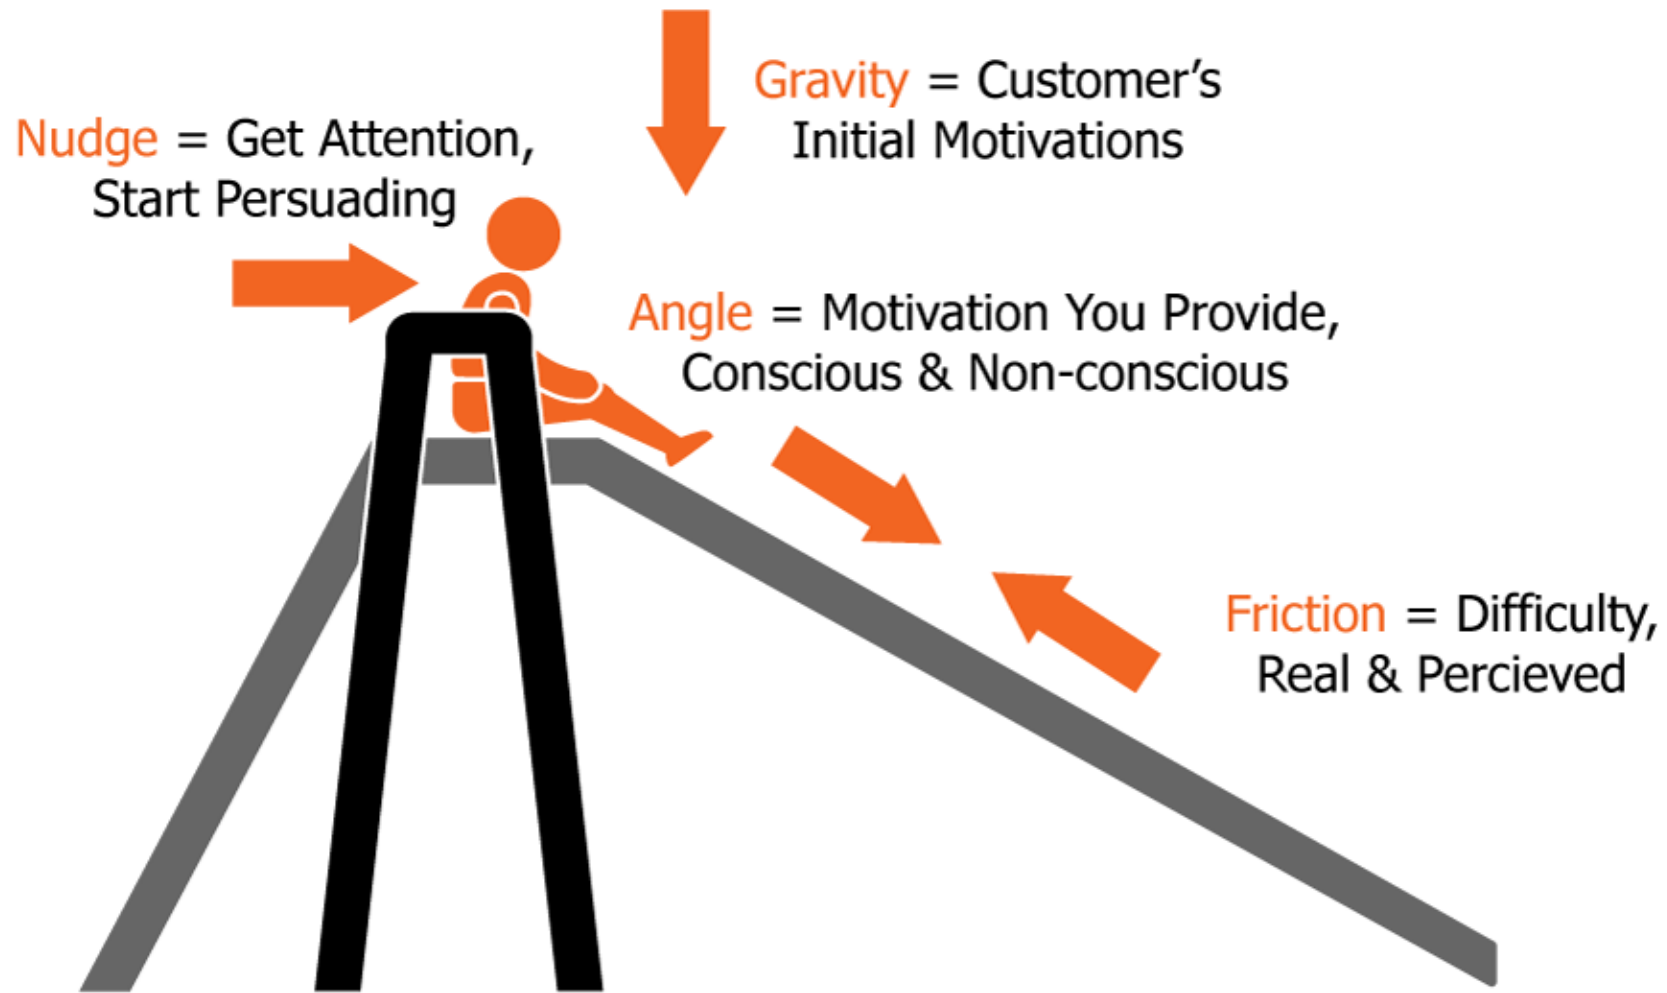 Gravity = Customer's
Initial Motivations
Nudge = Get Attention,
Start Persuading
Angle = Motivation You Provide,
Conscious & Non-conscious
Friction = Difficulty,
Real & Percieved